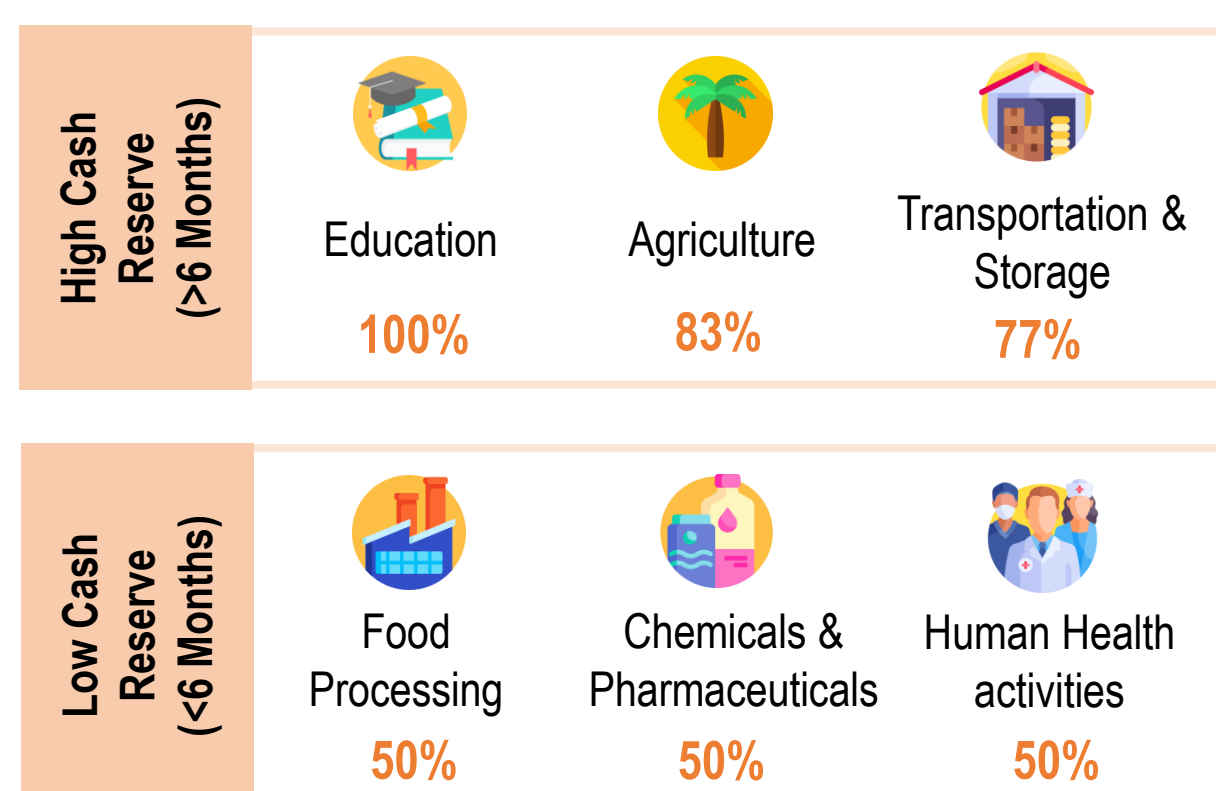 High Cash
Reserve
(>6 Months)
Education
100%
Agriculture
83%
Transportation &
Storage
77%
Low Cash
Reserve
(<6 Months)
Food
Processing
50%
Chemicals &
Pharmaceuticals
50%
Human Health
activities
50%